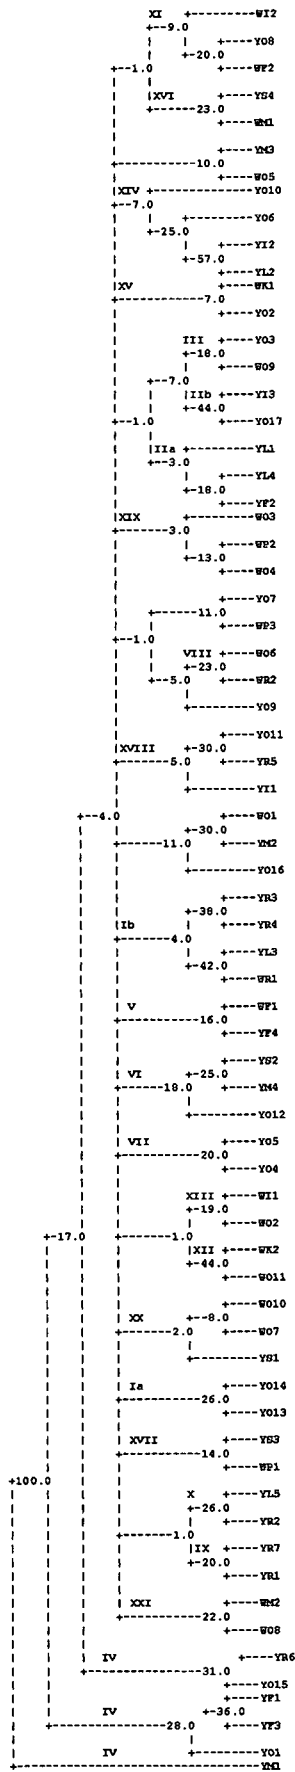 XI +-----WI2
+--9.0
+-----YO8
+-20.0
+--1.0 +-----WF2
XVI +-----YS4
+------23.0
+-----WM1
+-----YM3
+-----------10.0
+-----WO5
XIV +-----------------YO10
+--7.0
+-----------YO6
+-25.0
+-----YI2
+-57.0
+-----YL2
XV +-----WK1
+------------7.0
+-----YO2
III +-----YO3
+-18.0
+-----WO9
+--7.0
IIb +-----YI3
+-44.0
+--1.0 +-----YO17
IIa +-----------YL1
+--3.0
+-----YL4
+-18.0
+-----YF2
XIX +-----------WO3
+-------3.0
+-----WP2
+-13.0
+-----WO4
+-----YO7
+------11.0
+-----WP3
+--1.0
VIII +-----WO6
+-23.0
+--5.0 +-----WR2
+-----------YO9
+-----YO11
XVIII +-30.0
+-------5.0 +-----YR5
+-----------YI1
+--4.0 +-----WO1
+-30.0
+------11.0 +-----YM2
+-----------YO16
+-----YR3
+-38.0
Ib +-----YR4
+-------4.0
+-----YL3
+-42.0
+-----WR1
V +-----WF1
+-----------16.0
+-----YF4
+-----YS2
VI +-25.0
+------18.0 +-----YM4
+-----------YO12
VII +-----YO5
+-----------20.0
+-----YO4
XIII +-----WI1
+-19.0
+-----WO2
+-17.0 +-------1.0
XII +-----WK2
+-44.0
+-----WO11
+-----WO10
XX +--8.0
+-------2.0 +-----WO7
+-----------YS1
Ia +-----YO14
+-----------26.0
+-----YO13
XVII +-----YS3
+-----------14.0
+-----WP1
+100.0
X +-----YL5
+-26.0
+-----YR2
+-------1.0
IX +-----YR7
+-20.0
+-----YR1
XXI +-----WM2
+-----------22.0
+-----WO8
IV +-----YR6
+-----------------31.0
+-----YO15
+-----YF1
IV +-36.0
+-----------------28.0 +-----YF3
IV +-----------YO1
+-----------------------------------YM1